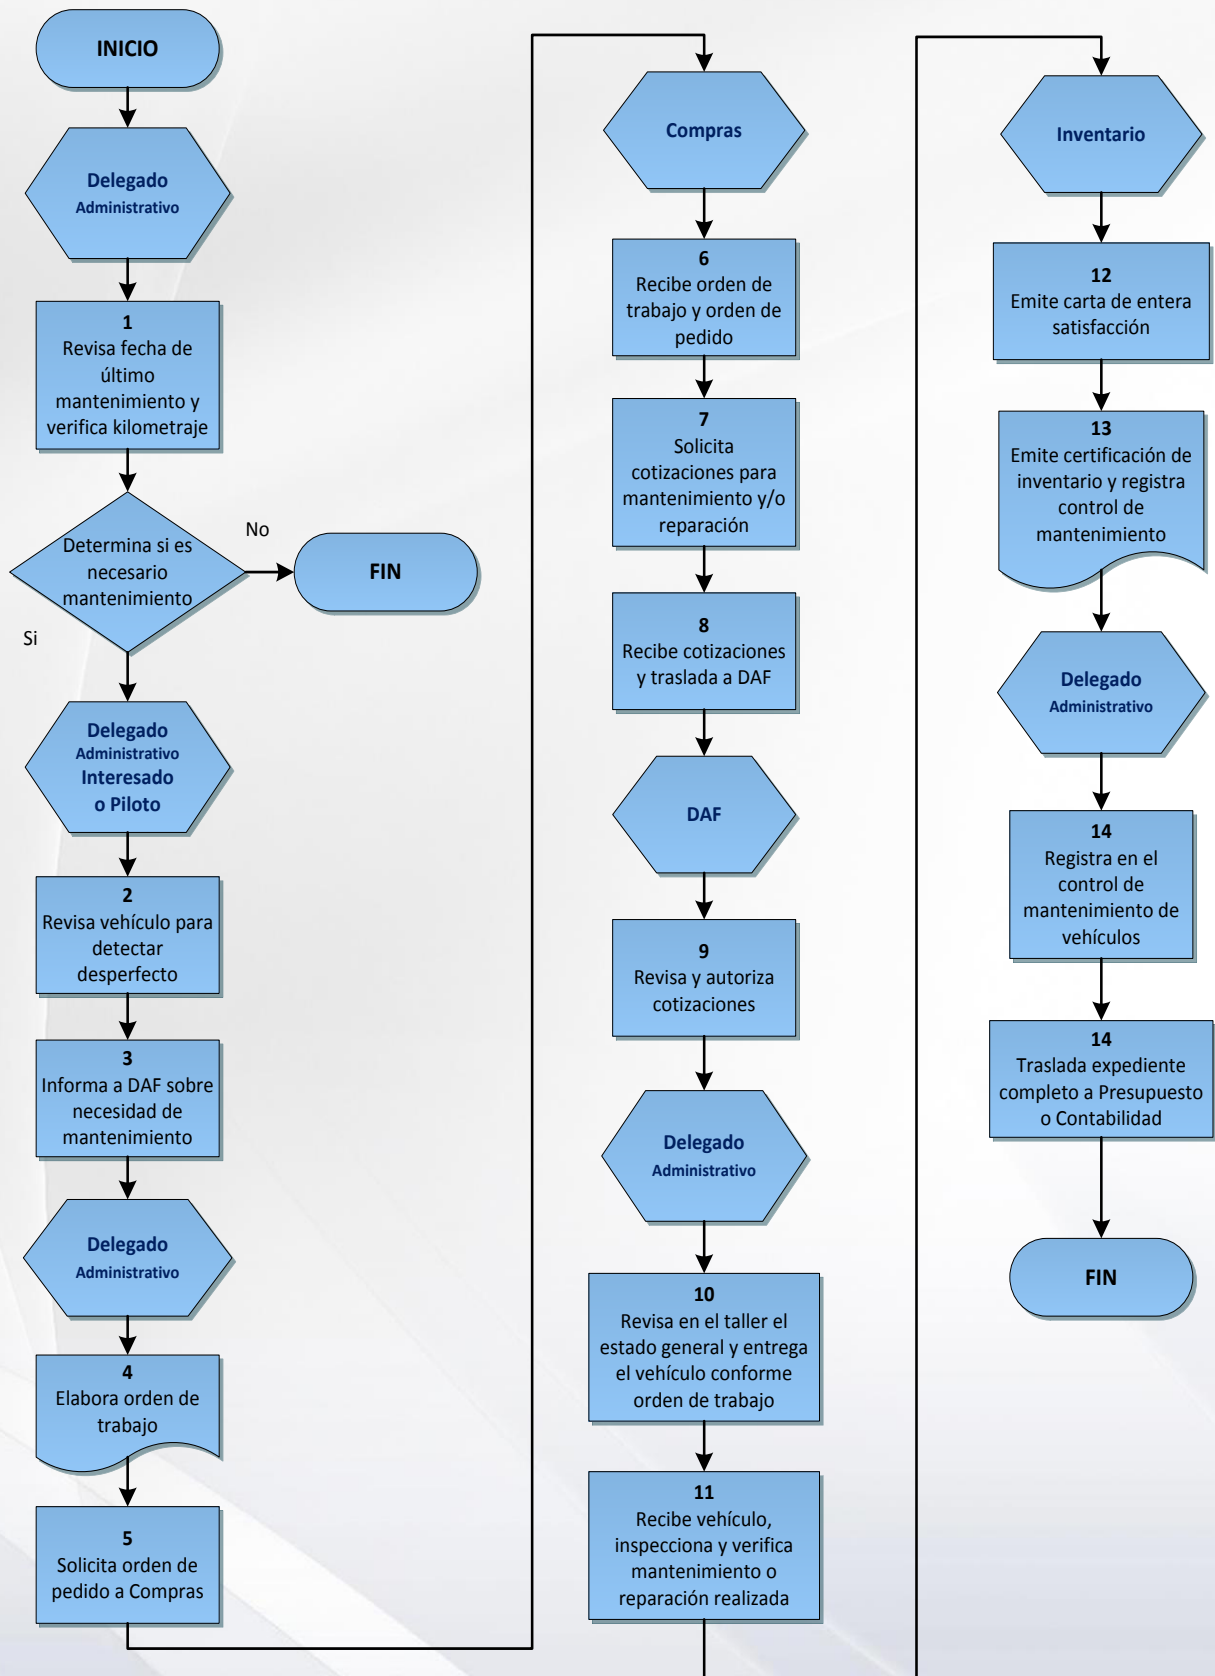 INICIO
Delegado
Administrativo
1
Revisa fecha de
último
mantenimiento y
verifica kilometraje
Determina si es
necesario
mantenimiento
No
FIN
Si
Delegado
Administrativo
Interesado
o Piloto
2
Revisa vehículo para
detectar
desperfecto
3
Informa a DAF sobre
necesidad de
mantenimiento
Delegado
Administrativo
4
Elabora orden de
trabajo
5
Solicita orden de
pedido a Compras
Compras
6
Recibe orden de
trabajo y orden de
pedido
7
Solicita
cotizaciones para
mantenimiento y/o
reparación
8
Recibe cotizaciones
y traslada a DAF
DAF
9
Revisa y autoriza
cotizaciones
Delegado
Administrativo
10
Revisa en el taller el
estado general y entrega
el vehículo conforme
orden de trabajo
11
Recibe vehículo,
inspecciona y verifica
mantenimiento o
reparación realizada
Inventario
12
Emite carta de entera
satisfacción
13
Emite certificación de
inventario y registra
control de
mantenimiento
Delegado
Administrativo
14
Registra en el
control de
mantenimiento de
vehículos
14
Traslada expediente
completo a Presupuesto
o Contabilidad
FIN